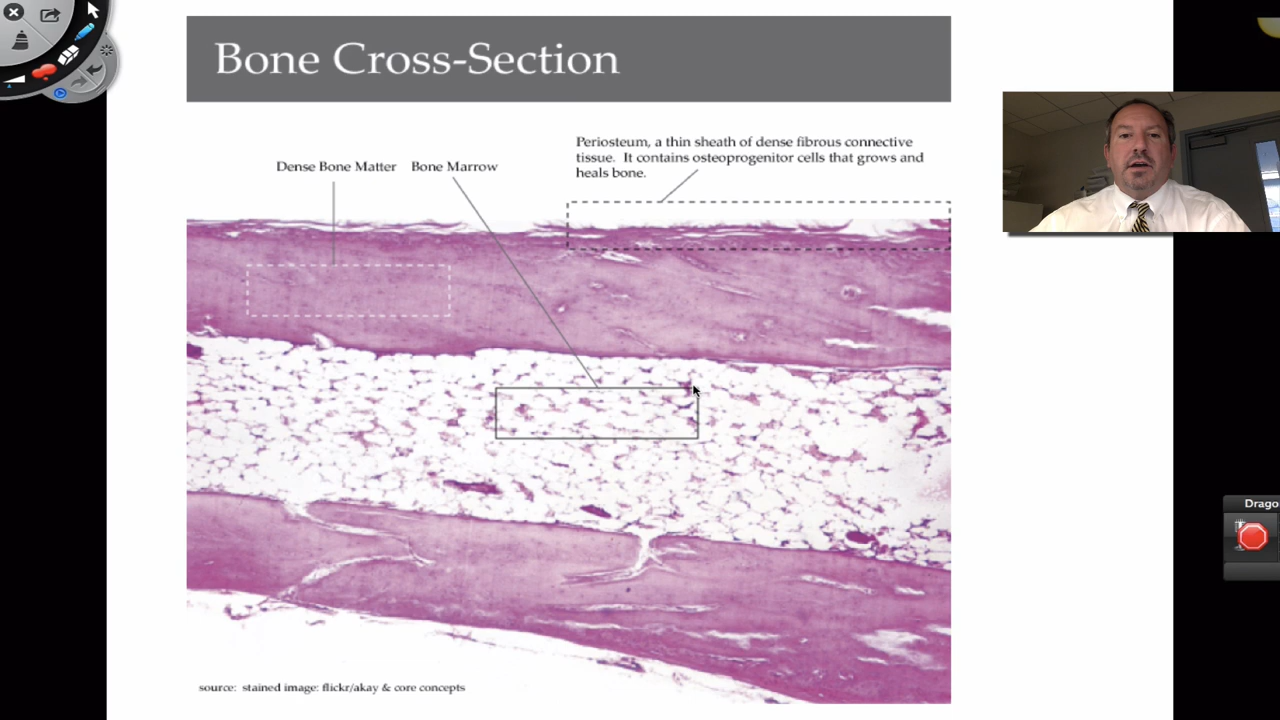 Bone Cross-Section
Periosteum, a thin sheath of dense fibrous connective
tissue. It contains osteoprogenitor cells that grows and
heals bone.
Dense Bone Matter
Bone Marrow
Drago
source: stained image: flickr/akay & core concepts